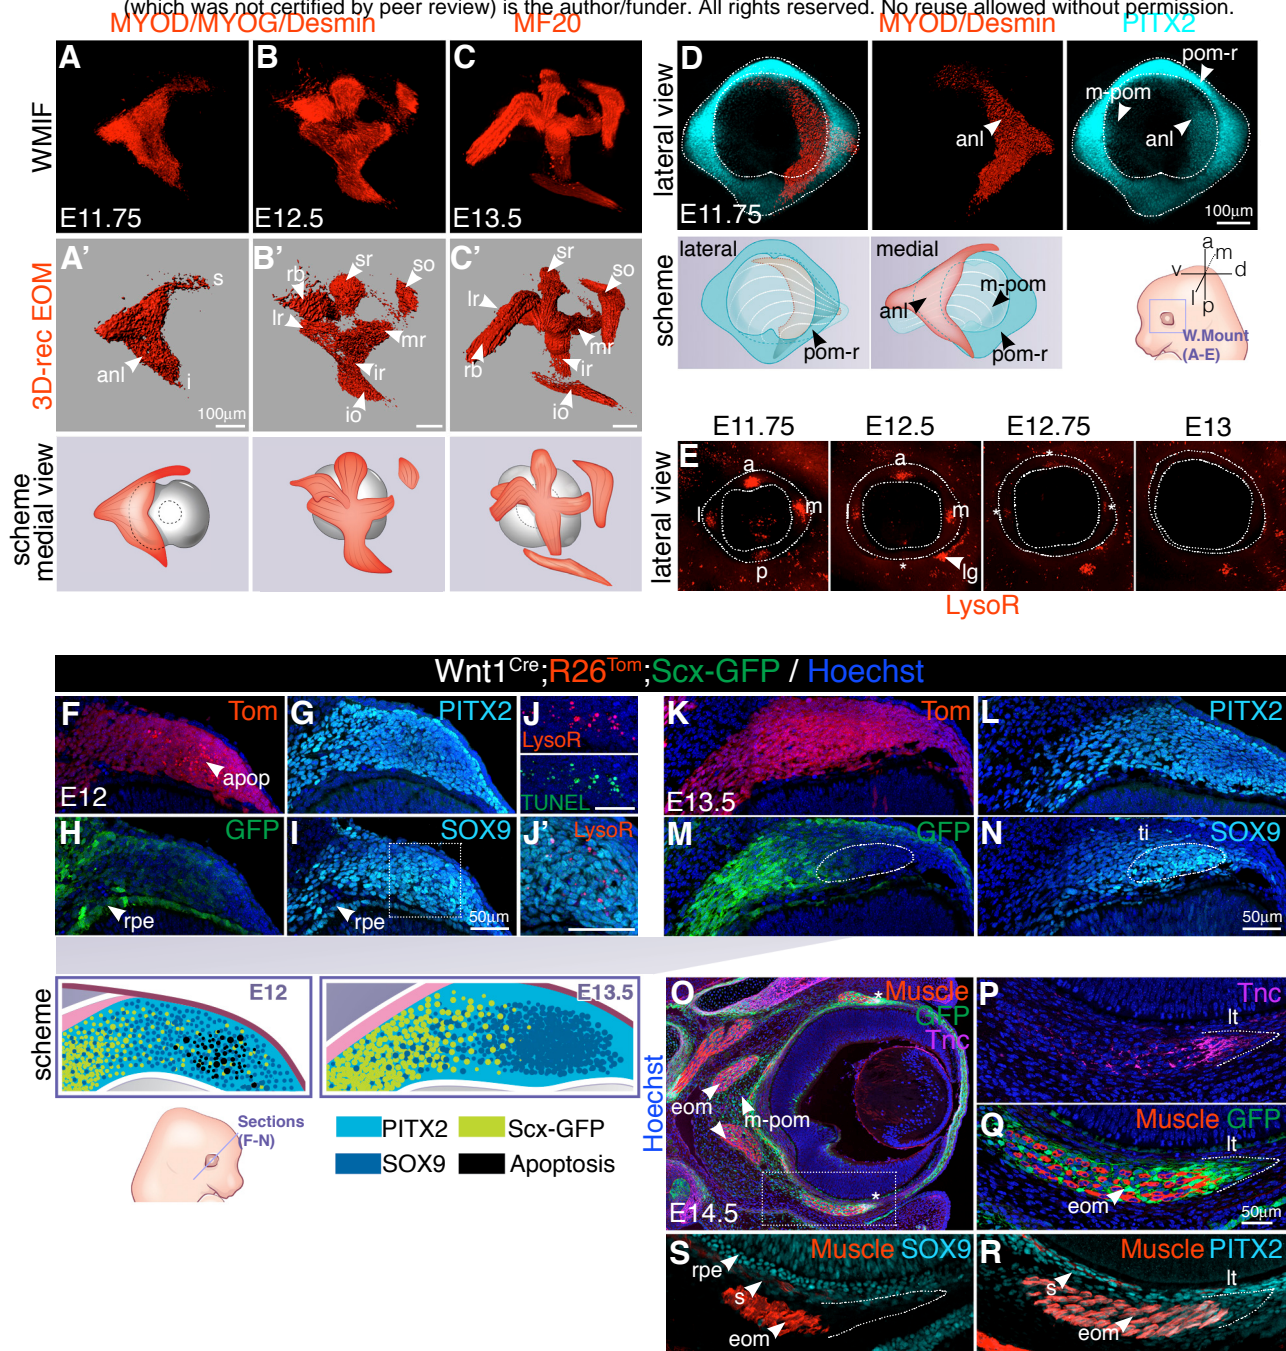 (which was not certified by peer review) is the author/funder. All rights reserved. No reuse allowed without permission.
MYOD/MYOG/Desmin
MF20
MYOD/Desmin
PITX2
WMIF
A
E11.75
B
E12.5
C
E13.5
lateral view
D
E11.75
anl
pom-r
m-pom
anl
100µm
3D-rec EOM
A'
s
anl
i
100µm
B'
rb
sr
so
lr
mr
ir
io
C'
sr
so
lr
rb
mr
ir
io
scheme
lateral
pom-r
medial
m-pom
anl
pom-r
a
m
v
d
l
p
W.Mount
(A-E)
scheme
medial view
E11.75
E12.5
E12.75
E13
lateral view
E
a
l
m
p
a
l
m
*
lg
*
*
*
LysoR
Wnt1Cre;R26Tom;Scx-GFP / Hoechst
F
Tom
apop
E12
G
PITX2
J
LysoR
TUNEL
K
Tom
E13.5
L
PITX2
H
GFP
rpe
I
SOX9
rpe
50µm
J'
LysoR
M
GFP
N
ti
SOX9
50µm
scheme
E12
E13.5
Sections
(F-N)
PITX2
Scx-GFP
SOX9
Apoptosis
Hoechst
O
Muscle
GFP
Tnc
*
eom
m-pom
*
E14.5
P
Tnc
lt
Q
Muscle GFP
lt
eom
50µm
S
Muscle SOX9
rpe
s
eom
R
Muscle PITX2
lt
s
eom